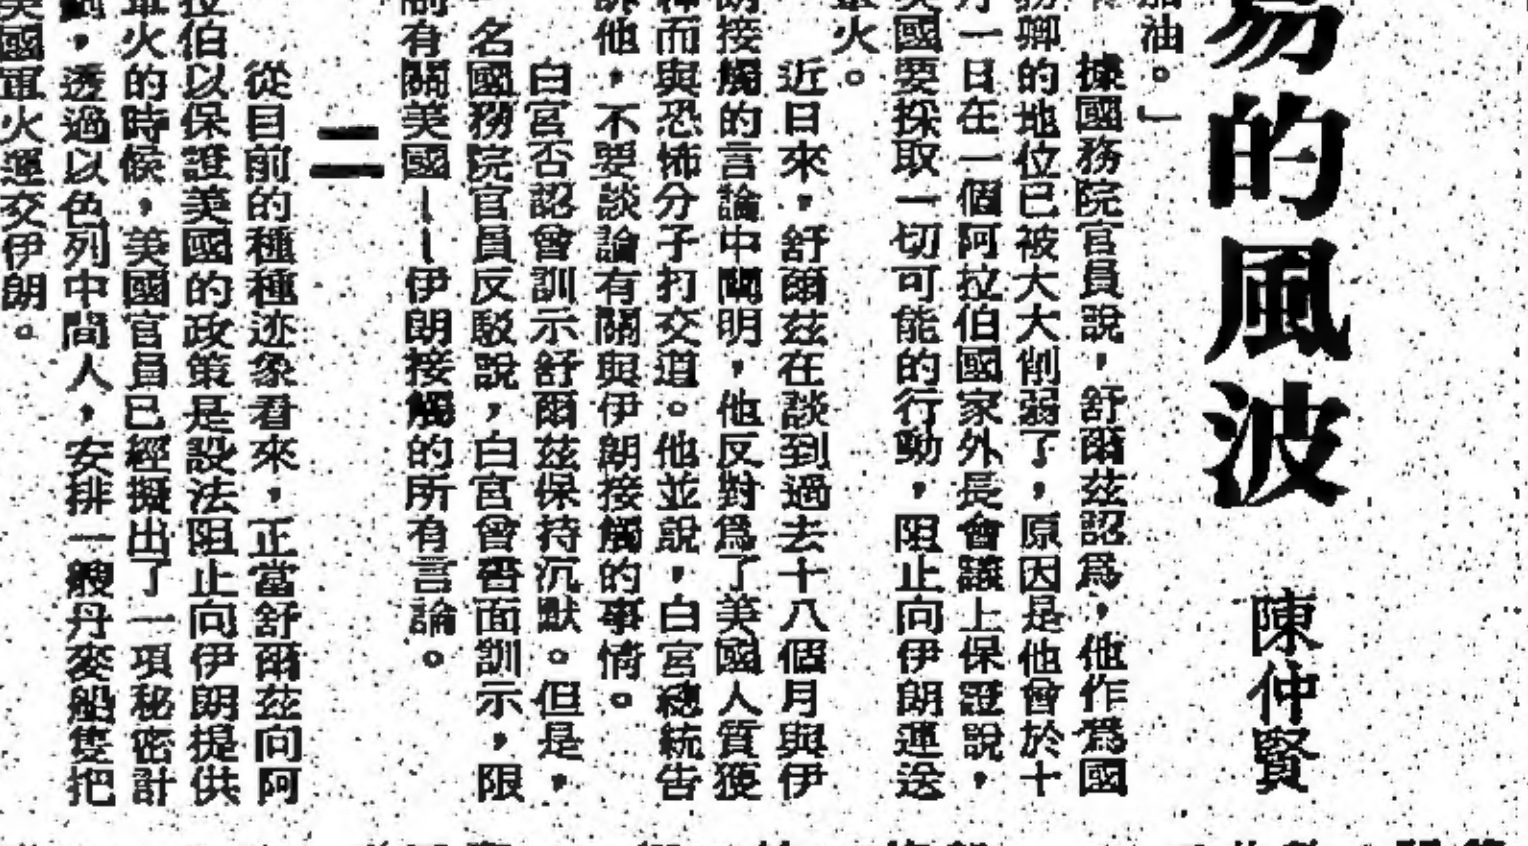 易的風波
陳仲賢
加油。」
據國務院官員說，舒爾茲認爲，他作爲國
務卿的地位已被大大削弱了，原因是他會於十
月一日在一個阿拉伯國家外長會議上保證說，
美國要採取一切可能的行動，阻止向伊朗運送
軍火。
近日來，舒爾茲在談到過去十八個月與伊
朗接觸的言論中闡明，他反對爲了美國人質獲
釋而與恐怖分子打交道。他並說，白宮總統告
訴他，不要談論有關與伊朗接觸的事情。
白宮否認曾訓示舒爾茲保持沉默。但是，
一名國務院官員反駁說，白宮曾書面訓示，限
制有關美國——伊朗接觸的所有言論。
二
從目前的種種迹象看來，正當舒爾茲向阿
拉伯以保證美國的政策是設法阻止向伊朗提供
軍火的時候，美國官員已經擬出了一項秘密計
劃，透過以色列中間人，安排一艘丹麥船隻把
美國軍火運交伊朗。